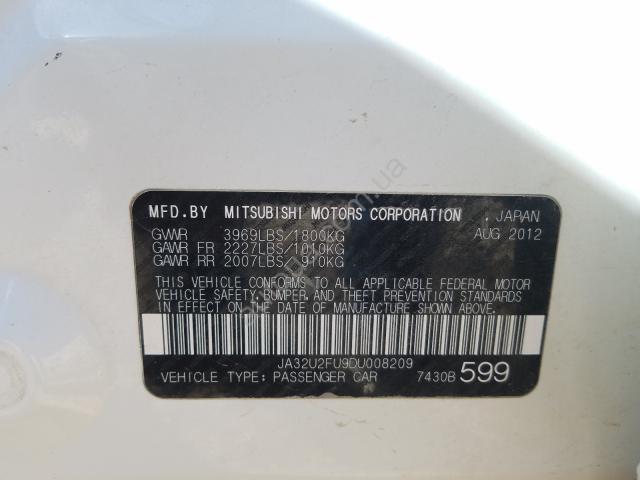 MFD.BY MITSUBISHI MOTORS CORPORATION , JAPAN
GVWR 3969LBS/1800KG AUG 2012
GAWR FR 2227LBS/1010KG
GAWR RR 2007LBS/ 910KG
THIS VEHICLE CONFORMS TO ALL APPLICABLE FEDERAL MOTOR
VEHICLE SAFETY,BUMPER,AND THEFT PREVENTION STANDARDS
IN EFFECT ON THE DATE OF MANUFACTURE SHOWN ABOVE.
JA32U2FU9DU008209
VEHICLE TYPE: PASSENGER CAR 7430B 599